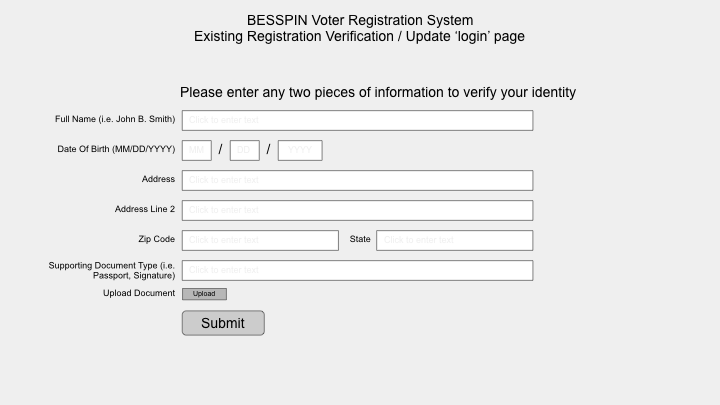 BESSPIN Voter Registration System
Existing Registration Verification / Update ‘login’ page
Please enter any two pieces of information to verify your identity
Full Name (i.e. John B. Smith) Click to enter text
Date Of Birth (MM/DD/YYYY) MM / DD / YYYY
Address Click to enter text
Address Line 2 Click to enter text
Zip Code Click to enter text State Click to enter text
Supporting Document Type (i.e.
Passport, Signature) Click to enter text
Upload Document Upload
Submit